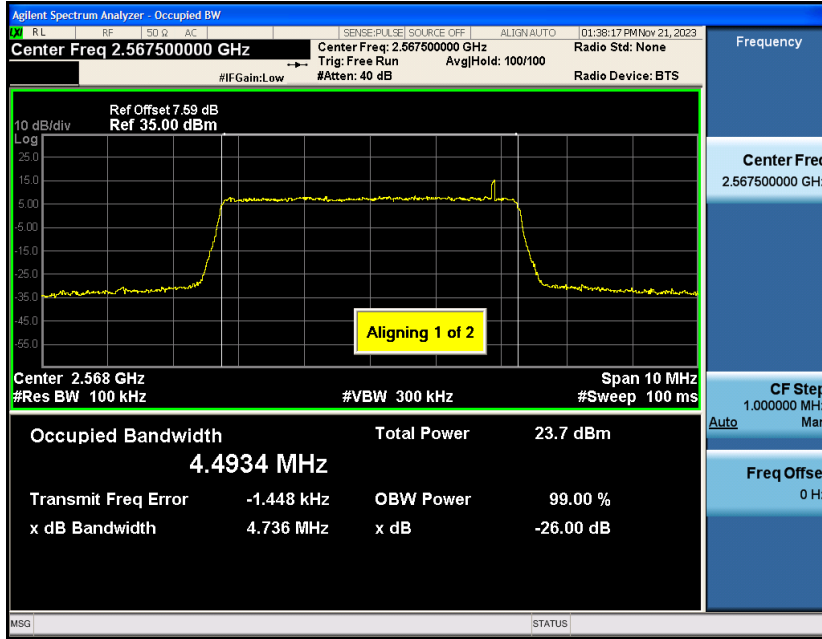 Agilent Spectrum Analyzer - Occupied BW
LXI RL RF 50 Ω AC SENSE:PULSE SOURCE OFF ALIGN AUTO 01:38:17 PM Nov 21, 2023
Center Freq 2.567500000 GHz
Center Freq: 2.567500000 GHz Radio Std: None
Trig: Free Run Avg|Hold: 100/100
#IFGain:Low #Atten: 40 dB Radio Device: BTS
Ref Offset 7.59 dB
10 dB/div Ref 35.00 dBm
Log
25.0
15.0
5.00
-5.00
-15.0
-25.0
-35.0
-45.0
-55.0
Aligning 1 of 2
Center 2.568 GHz Span 10 MHz
#Res BW 100 kHz #VBW 300 kHz #Sweep 100 ms
Occupied Bandwidth Total Power 23.7 dBm
4.4934 MHz
Transmit Freq Error -1.448 kHz OBW Power 99.00 %
x dB Bandwidth 4.736 MHz x dB -26.00 dB
MSG STATUS
Frequency
Center Freq
2.567500000 GH
CF Step
1.000000 MH
Auto Man
Freq Offse
0 H